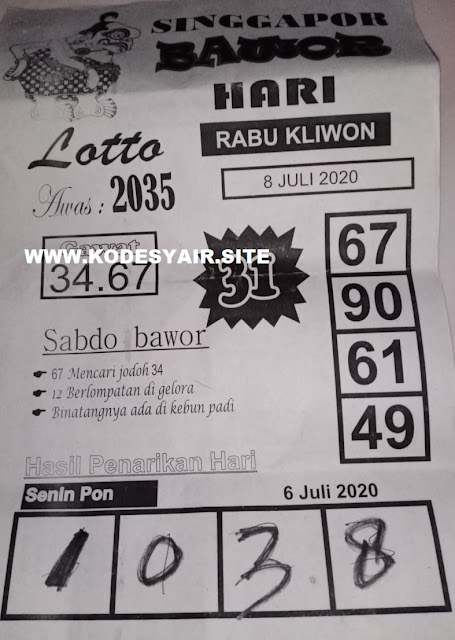 SINGGAPOR
BAWOR
HARI
Lotto
RABU KLIWON
Awas : 2035
8 JULI 2020
Gawat
WWW.KODESYAIR.SITE
34.67
31
67
90
61
49
Sabdo bawor
67 Mencari jodoh 34
12 Berlompatan di gelora
Binatangnya ada di kebun padi
Hasil Penarikan Hari
Senin Pon
6 Juli 2020
1 0 3 8